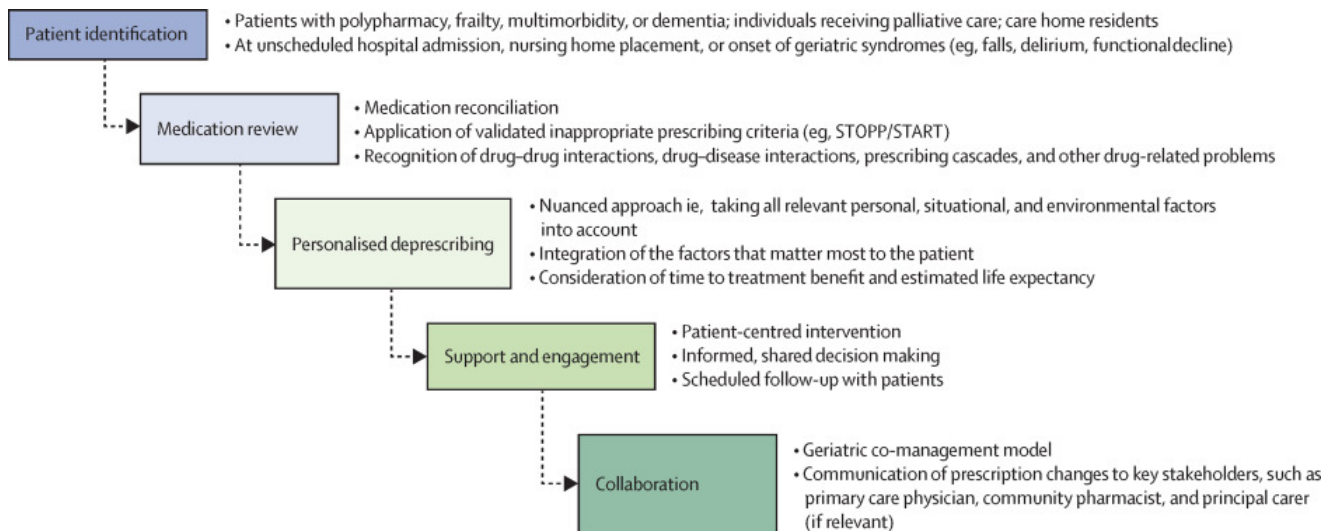 Patient identification
• Patients with polypharmacy, frailty, multimorbidity, or dementia; individuals receiving palliative care; care home residents
• At unscheduled hospital admission, nursing home placement, or onset of geriatric syndromes (eg, falls, delirium, functional decline)
Medication review
• Medication reconciliation
• Application of validated inappropriate prescribing criteria (eg, STOPP/START)
• Recognition of drug–drug interactions, drug–disease interactions, prescribing cascades, and other drug-related problems
Personalised deprescribing
• Nuanced approach ie, taking all relevant personal, situational, and environmental factors
into account
• Integration of the factors that matter most to the patient
• Consideration of time to treatment benefit and estimated life expectancy
Support and engagement
• Patient-centred intervention
• Informed, shared decision making
• Scheduled follow-up with patients
Collaboration
• Geriatric co-management model
• Communication of prescription changes to key stakeholders, such as
primary care physician, community pharmacist, and principal carer
(if relevant)